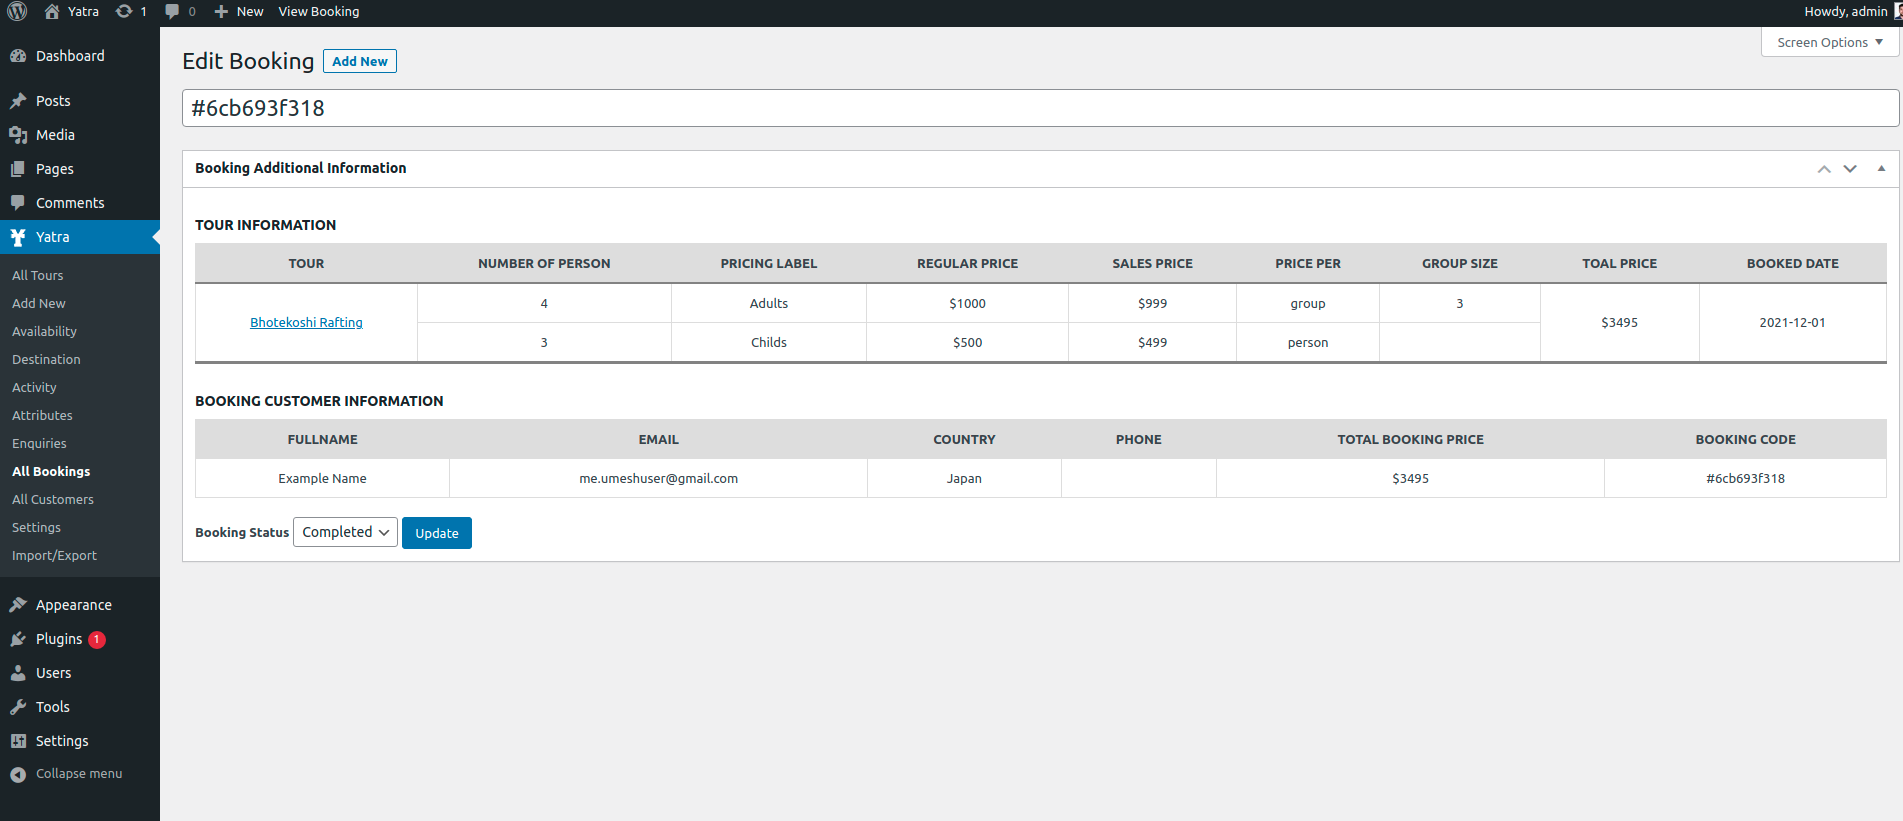 Yatra 1 0 New View Booking Howdy, admin
Screen Options
Dashboard
Posts
Media
Pages
Comments
Yatra
All Tours
Add New
Availability
Destination
Activity
Attributes
Enquiries
All Bookings
All Customers
Settings
Import/Export
Appearance
Plugins 1
Users
Tools
Settings
Collapse menu
Edit Booking Add New
#6cb693f318
Booking Additional Information
TOUR INFORMATION
TOUR NUMBER OF PERSON PRICING LABEL REGULAR PRICE SALES PRICE PRICE PER GROUP SIZE TOAL PRICE BOOKED DATE
4 Adults $1000 $999 group 3
Bhotekoshi Rafting $3495 2021-12-01
3 Childs $500 $499 person
BOOKING CUSTOMER INFORMATION
FULLNAME EMAIL COUNTRY PHONE TOTAL BOOKING PRICE BOOKING CODE
Example Name me.umeshuser@gmail.com Japan $3495 #6cb693f318
Booking Status Completed Update